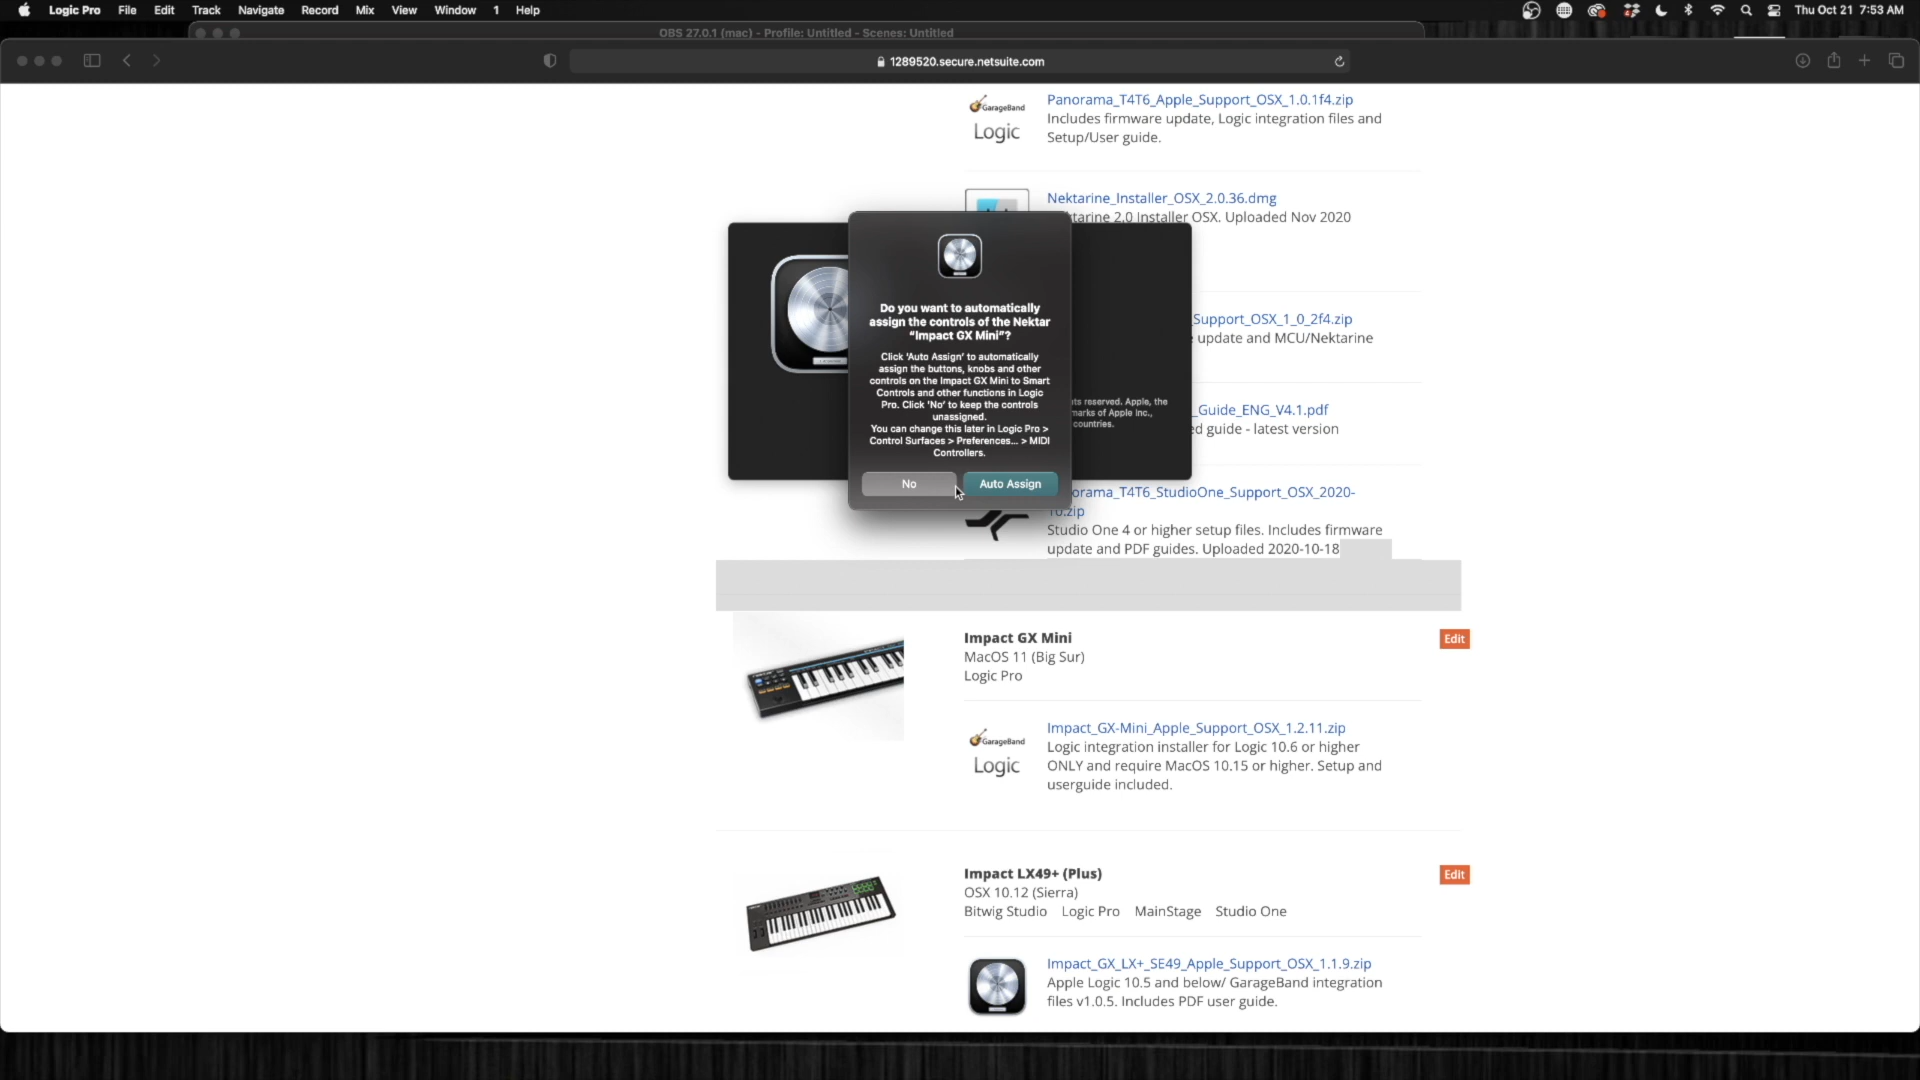 Logic Pro File Edit Track Navigate Record Mix View Window 1 Help
Thu Oct 21 7:53 AM
OBS 27.0.1 (mac) - Profile: Untitled - Scenes: Untitled
1289520.secure.netsuite.com
GarageBand
Logic
Panorama_T4T6_Apple_Support_OSX_1.0.1f4.zip
Includes firmware update, Logic integration files and
Setup/User guide.
Nektarine_Installer_OSX_2.0.36.dmg
ktarine 2.0 Installer OSX. Uploaded Nov 2020
Support_OSX_1_0_2f4.zip
update and MCU/Nektarine
_Guide_ENG_V4.1.pdf
ed guide - latest version
orama_T4T6_StudioOne_Support_OSX_2020-
10.zip
Studio One 4 or higher setup files. Includes firmware
update and PDF guides. Uploaded 2020-10-18
Do you want to automatically
assign the controls of the Nektar
“Impact GX Mini”?
Click ‘Auto Assign’ to automatically
assign the buttons, knobs and other
controls on the Impact GX Mini to Smart
Controls and other functions in Logic
Pro. Click ‘No’ to keep the controls
unassigned.
You can change this later in Logic Pro >
Control Surfaces > Preferences... > MIDI
Controllers.
No
Auto Assign
ts reserved. Apple, the
marks of Apple Inc.,
countries.
Impact GX Mini
MacOS 11 (Big Sur)
Logic Pro
Edit
GarageBand
Logic
Impact_GX-Mini_Apple_Support_OSX_1.2.11.zip
Logic integration installer for Logic 10.6 or higher
ONLY and require MacOS 10.15 or higher. Setup and
userguide included.
Impact LX49+ (Plus)
OSX 10.12 (Sierra)
Bitwig Studio Logic Pro MainStage Studio One
Edit
Impact_GX_LX+_SE49_Apple_Support_OSX_1.1.9.zip
Apple Logic 10.5 and below/ GarageBand integration
files v1.0.5. Includes PDF user guide.